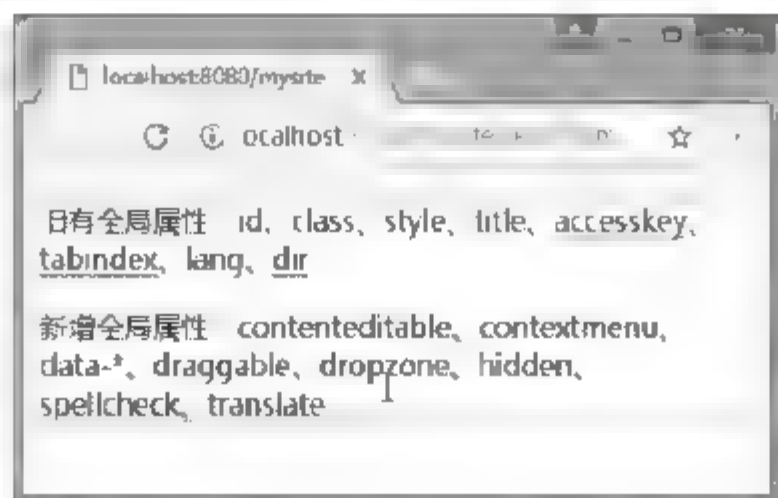 localhost:8080/mysite
ocalhost
旧有全局属性 id、class、style、title、accesskey、
tabindex、lang、dir
新增全局属性 contenteditable、contextmenu、
data-*、draggable、dropzone、hidden、
spellcheck、translate